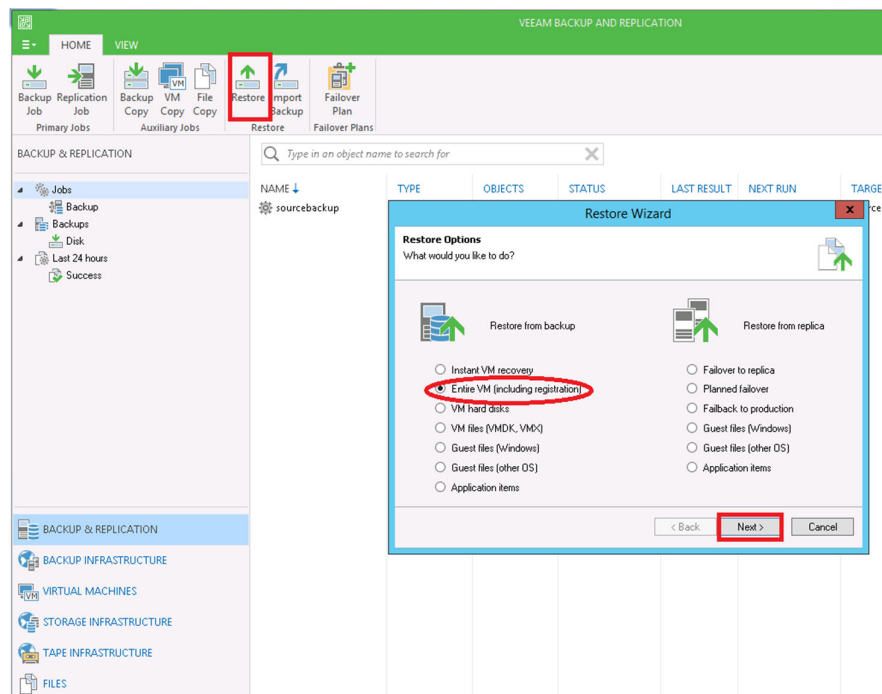 VEEAM BACKUP AND REPLICATION
HOME VIEW
Backup Job
Replication Job
Backup Copy
VM Copy
File Copy
Restore
Import Backup
Failover Plan
Primary Jobs
Auxiliary Jobs
Restore
Failover Plans
BACKUP & REPLICATION
Type in an object name to search for
Jobs
Backup
Backups
Disk
Last 24 hours
Success
NAME TYPE OBJECTS STATUS LAST RESULT NEXT RUN TARGE
sourcebackup
rce
Restore Wizard
Restore Options
What would you like to do?
Restore from backup
Instant VM recovery
Entire VM (including registration)
VM hard disks
VM files (VMDK, VMX)
Guest files (Windows)
Guest files (other OS)
Application items
Restore from replica
Failover to replica
Planned failover
Failback to production
Guest files (Windows)
Guest files (other OS)
Application items
< Back Next > Cancel
BACKUP & REPLICATION
BACKUP INFRASTRUCTURE
VIRTUAL MACHINES
STORAGE INFRASTRUCTURE
TAPE INFRASTRUCTURE
FILES